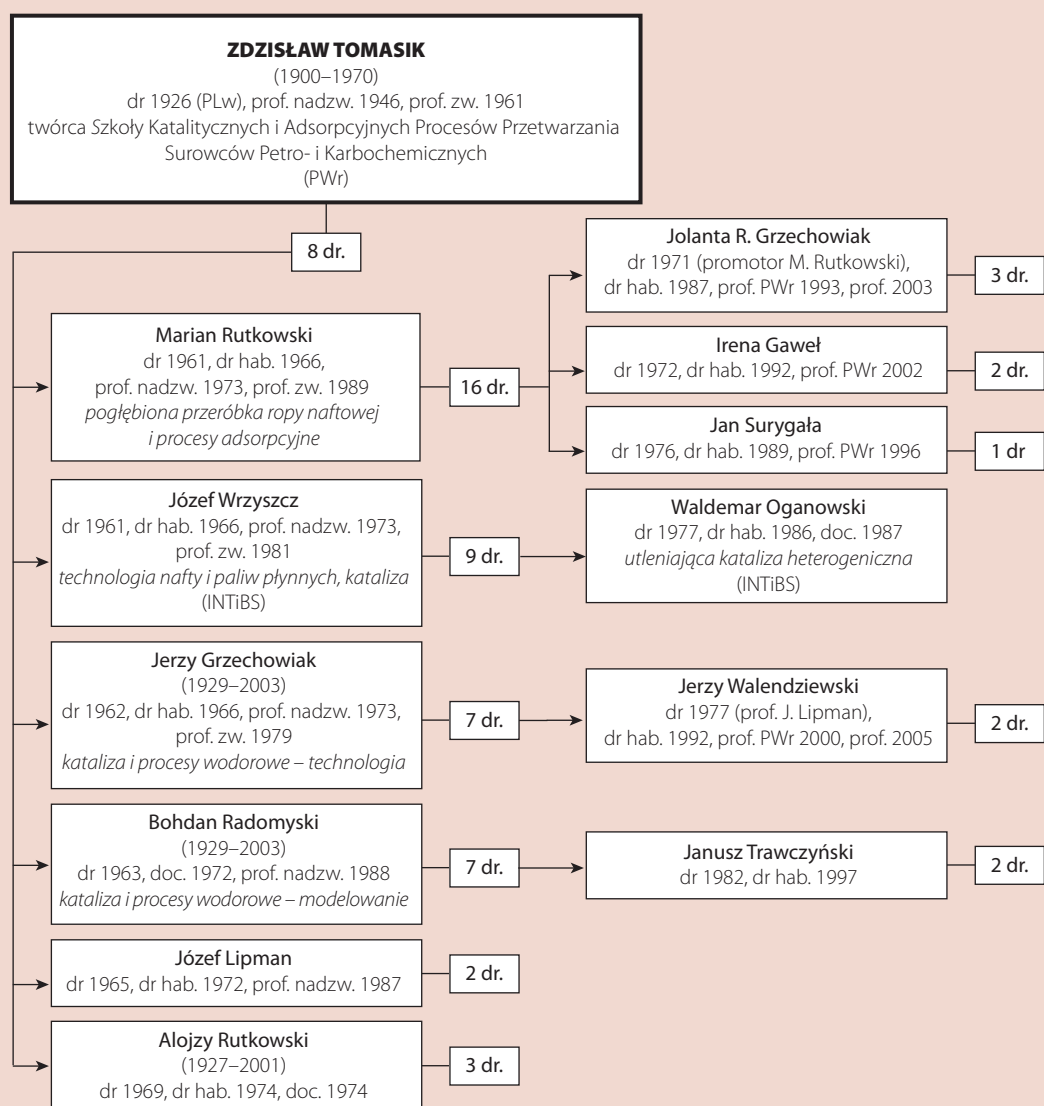 ZDZISŁAW TOMASIK
(1900–1970)
dr 1926 (PLw), prof. nadzw. 1946, prof. zw. 1961
twórca Szkoły Katalitycznych i Adsorpcyjnych Procesów Przetwarzania
Surowców Petro- i Karbochemicznych
(PWr)
8 dr.
Marian Rutkowski
dr 1961, dr hab. 1966,
prof. nadzw. 1973, prof. zw. 1989
pogłębiona przeróbka ropy naftowej
i procesy adsorpcyjne
16 dr.
Jolanta R. Grzechowiak
dr 1971 (promotor M. Rutkowski),
dr hab. 1987, prof. PWr 1993, prof. 2003
3 dr.
Irena Gaweł
dr 1972, dr hab. 1992, prof. PWr 2002
2 dr.
Jan Surygała
dr 1976, dr hab. 1989, prof. PWr 1996
1 dr
Józef Wrzyszcz
dr 1961, dr hab. 1966, prof. nadzw. 1973,
prof. zw. 1981
technologia nafty i paliw płynnych, kataliza
(INTiBS)
9 dr.
Waldemar Oganowski
dr 1977, dr hab. 1986, doc. 1987
utleniająca kataliza heterogeniczna
(INTiBS)
Jerzy Grzechowiak
(1929–2003)
dr 1962, dr hab. 1966, prof. nadzw. 1973,
prof. zw. 1979
kataliza i procesy wodorowe – technologia
7 dr.
Jerzy Walendziewski
dr 1977 (prof. J. Lipman),
dr hab. 1992, prof. PWr 2000, prof. 2005
2 dr.
Bohdan Radomyski
(1929–2003)
dr 1963, doc. 1972, prof. nadzw. 1988
kataliza i procesy wodorowe – modelowanie
7 dr.
Janusz Trawczyński
dr 1982, dr hab. 1997
2 dr.
Józef Lipman
dr 1965, dr hab. 1972, prof. nadzw. 1987
2 dr.
Alojzy Rutkowski
(1927–2001)
dr 1969, dr hab. 1974, doc. 1974
3 dr.